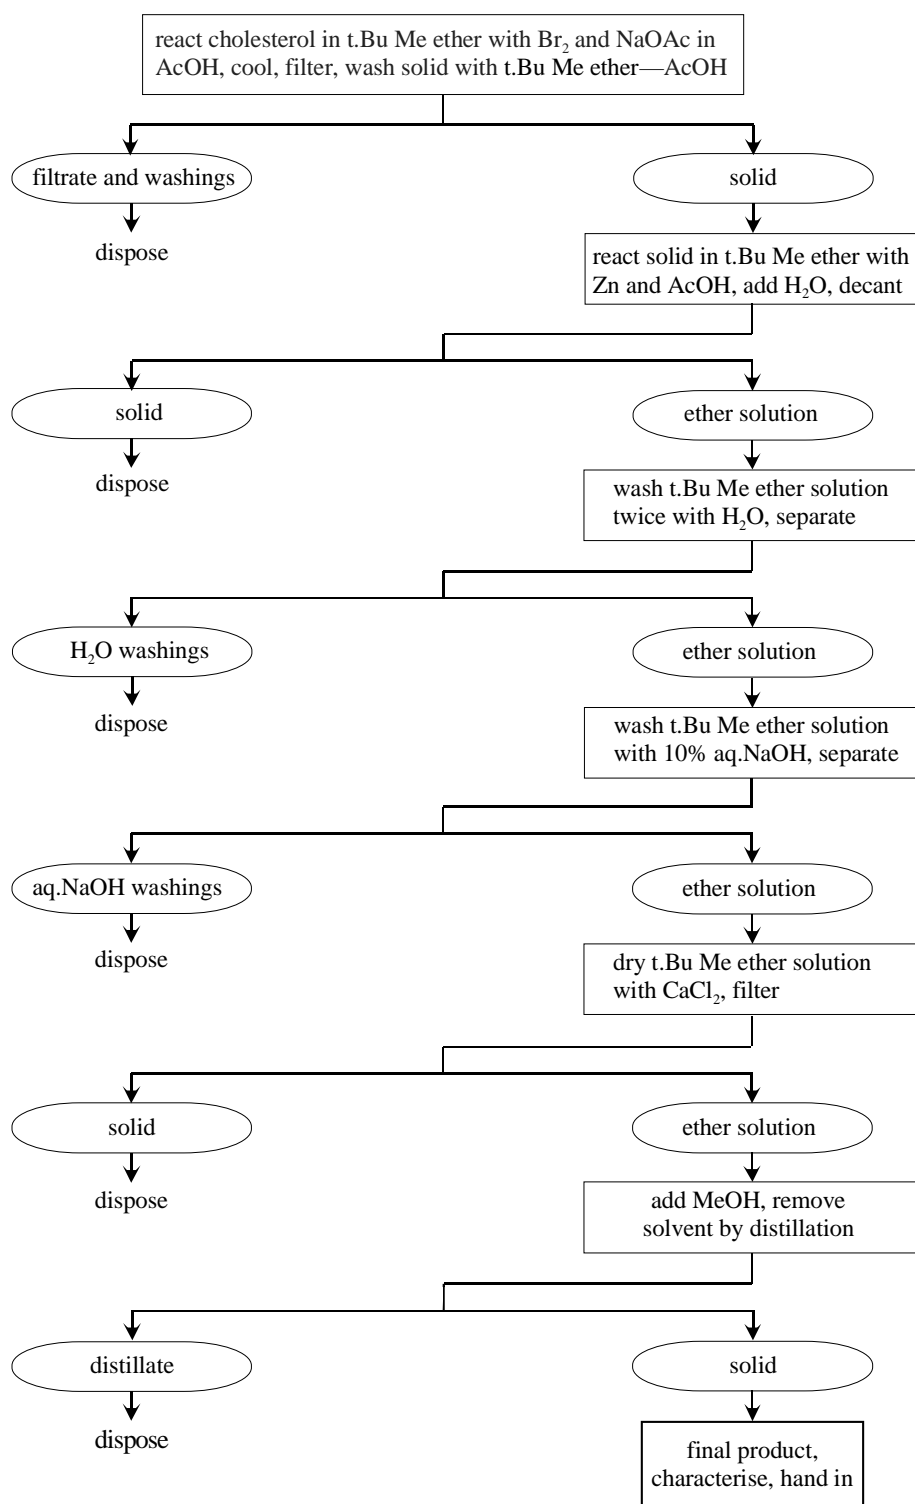 react cholesterol in t.Bu Me ether with Br₂ and NaOAc in
AcOH, cool, filter, wash solid with t.Bu Me ether—AcOH
filtrate and washings
solid
dispose
react solid in t.Bu Me ether with
Zn and AcOH, add H₂O, decant
solid
ether solution
dispose
wash t.Bu Me ether solution
twice with H₂O, separate
H₂O washings
ether solution
dispose
wash t.Bu Me ether solution
with 10% aq.NaOH, separate
aq.NaOH washings
ether solution
dispose
dry t.Bu Me ether solution
with CaCl₂, filter
solid
ether solution
dispose
add MeOH, remove
solvent by distillation
distillate
solid
dispose
final product,
characterise, hand in